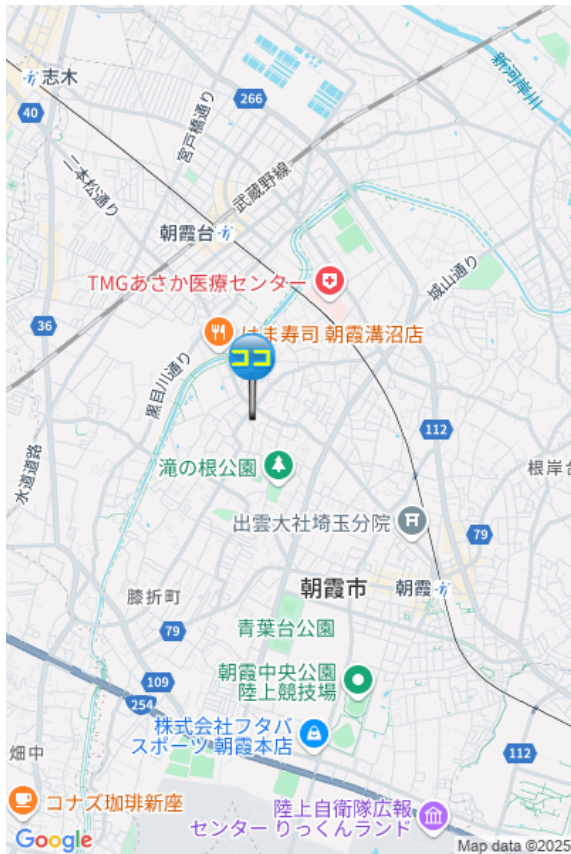 志木
266
新河岸川
40
宮戸橋通り
二本松通り
武蔵野線
朝霞台
城山通り
TMGあさか医療センター
36
はま寿司 朝霞溝沼店
ココ
黒目川通り
112
水道道路
滝の根公園
根岸台
出雲大社埼玉分院
79
朝霞市
朝霞
膝折町
79
青葉台公園
朝霞中央公園
陸上競技場
109
254
株式会社フタバ
スポーツ 朝霞本店
112
畑中
コナズ珈琲新座
陸上自衛隊広報
センター りっくんランド
Google
Map data ©2025